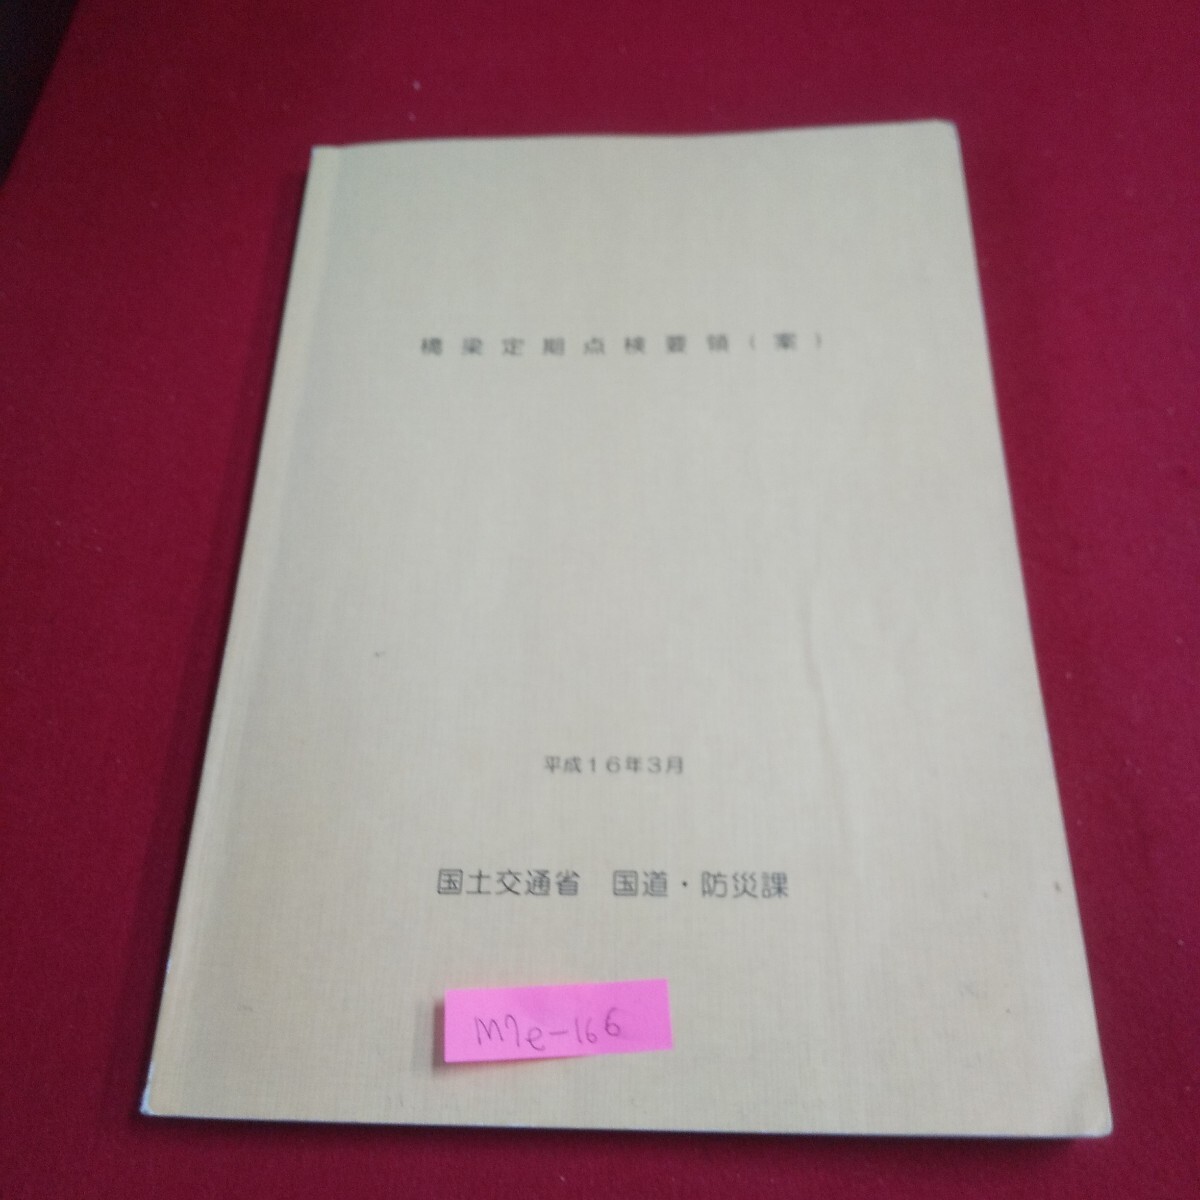 橋梁定期点検要領(案)
平成16年3月
国土交通省 国道・防災課
M7e-166